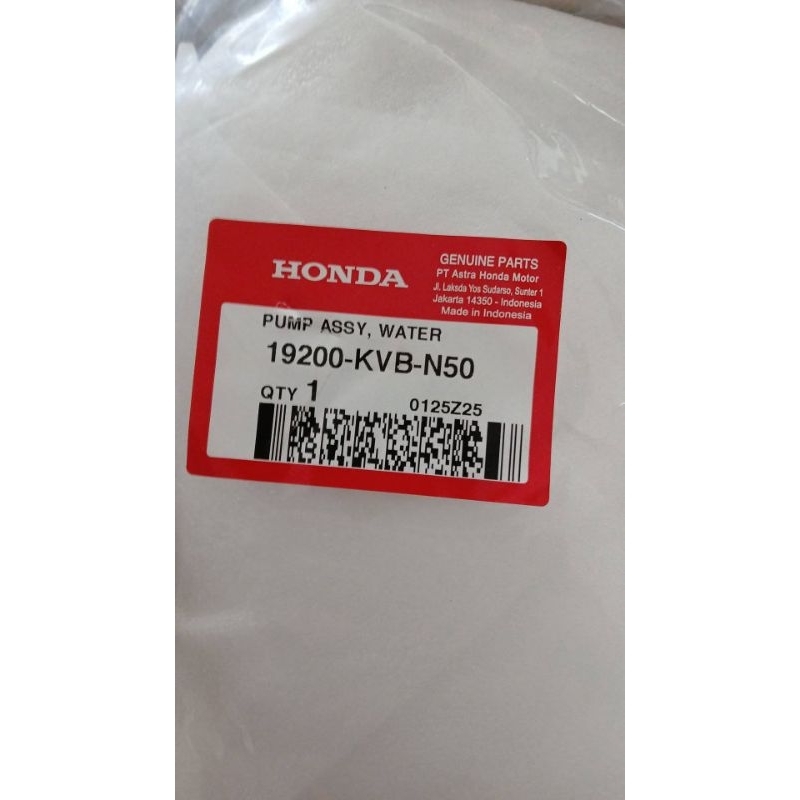 HONDA
GENUINE PARTS
PT Astra Honda Motor
Jl. Laksda Yos Sudarso, Sunter 1
Jakarta 14350 - Indonesia
Made in Indonesia
PUMP ASSY, WATER
19200-KVB-N50
QTY 1
0125Z25